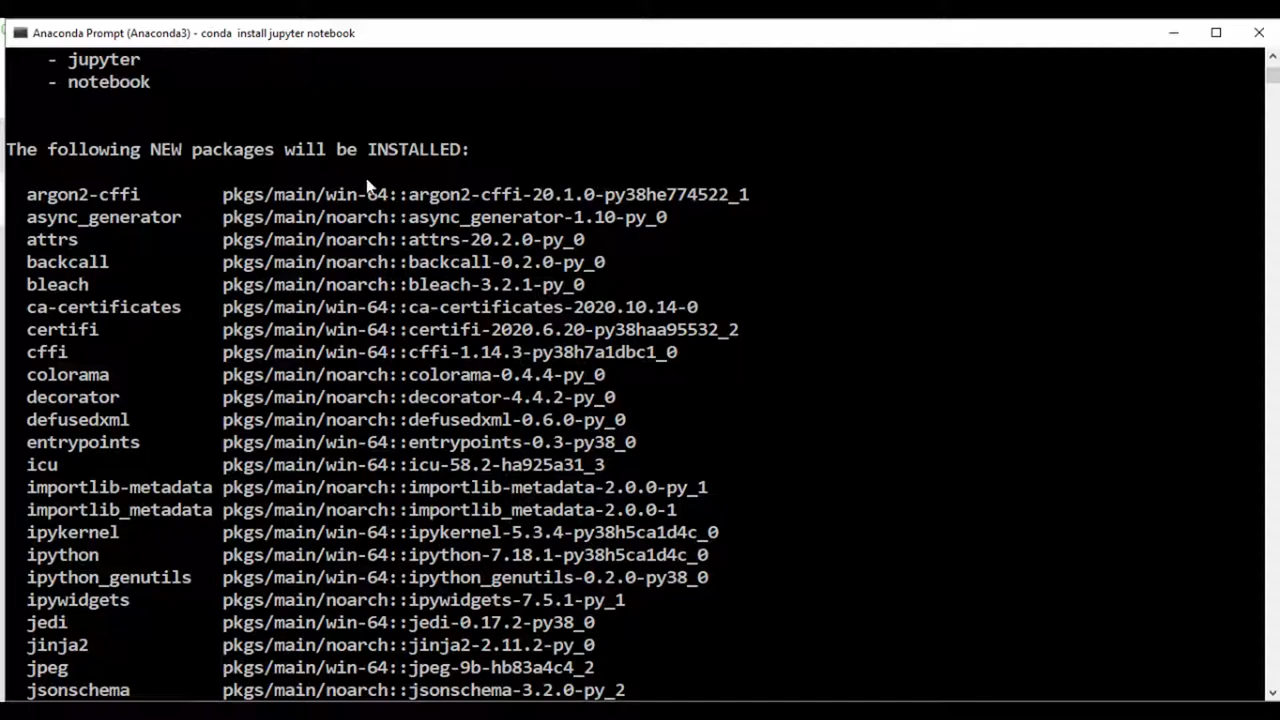 Anaconda Prompt (Anaconda3) - conda  install jupyter notebook
- jupyter
- notebook
The following NEW packages will be INSTALLED:
argon2-cffi pkgs/main/win-64::argon2-cffi-20.1.0-py38he774522_1
async_generator pkgs/main/noarch::async_generator-1.10-py_0
attrs pkgs/main/noarch::attrs-20.2.0-py_0
backcall pkgs/main/noarch::backcall-0.2.0-py_0
bleach pkgs/main/noarch::bleach-3.2.1-py_0
ca-certificates pkgs/main/win-64::ca-certificates-2020.10.14-0
certifi pkgs/main/win-64::certifi-2020.6.20-py38haa95532_2
cffi pkgs/main/win-64::cffi-1.14.3-py38h7a1dbc1_0
colorama pkgs/main/noarch::colorama-0.4.4-py_0
decorator pkgs/main/noarch::decorator-4.4.2-py_0
defusedxml pkgs/main/noarch::defusedxml-0.6.0-py_0
entrypoints pkgs/main/win-64::entrypoints-0.3-py38_0
icu pkgs/main/win-64::icu-58.2-ha925a31_3
importlib-metadata pkgs/main/noarch::importlib-metadata-2.0.0-py_1
importlib_metadata pkgs/main/noarch::importlib_metadata-2.0.0-1
ipykernel pkgs/main/win-64::ipykernel-5.3.4-py38h5ca1d4c_0
ipython pkgs/main/win-64::ipython-7.18.1-py38h5ca1d4c_0
ipython_genutils pkgs/main/win-64::ipython_genutils-0.2.0-py38_0
ipywidgets pkgs/main/noarch::ipywidgets-7.5.1-py_1
jedi pkgs/main/win-64::jedi-0.17.2-py38_0
jinja2 pkgs/main/noarch::jinja2-2.11.2-py_0
jpeg pkgs/main/win-64::jpeg-9b-hb83a4c4_2
jsonschema pkgs/main/noarch::jsonschema-3.2.0-py_2